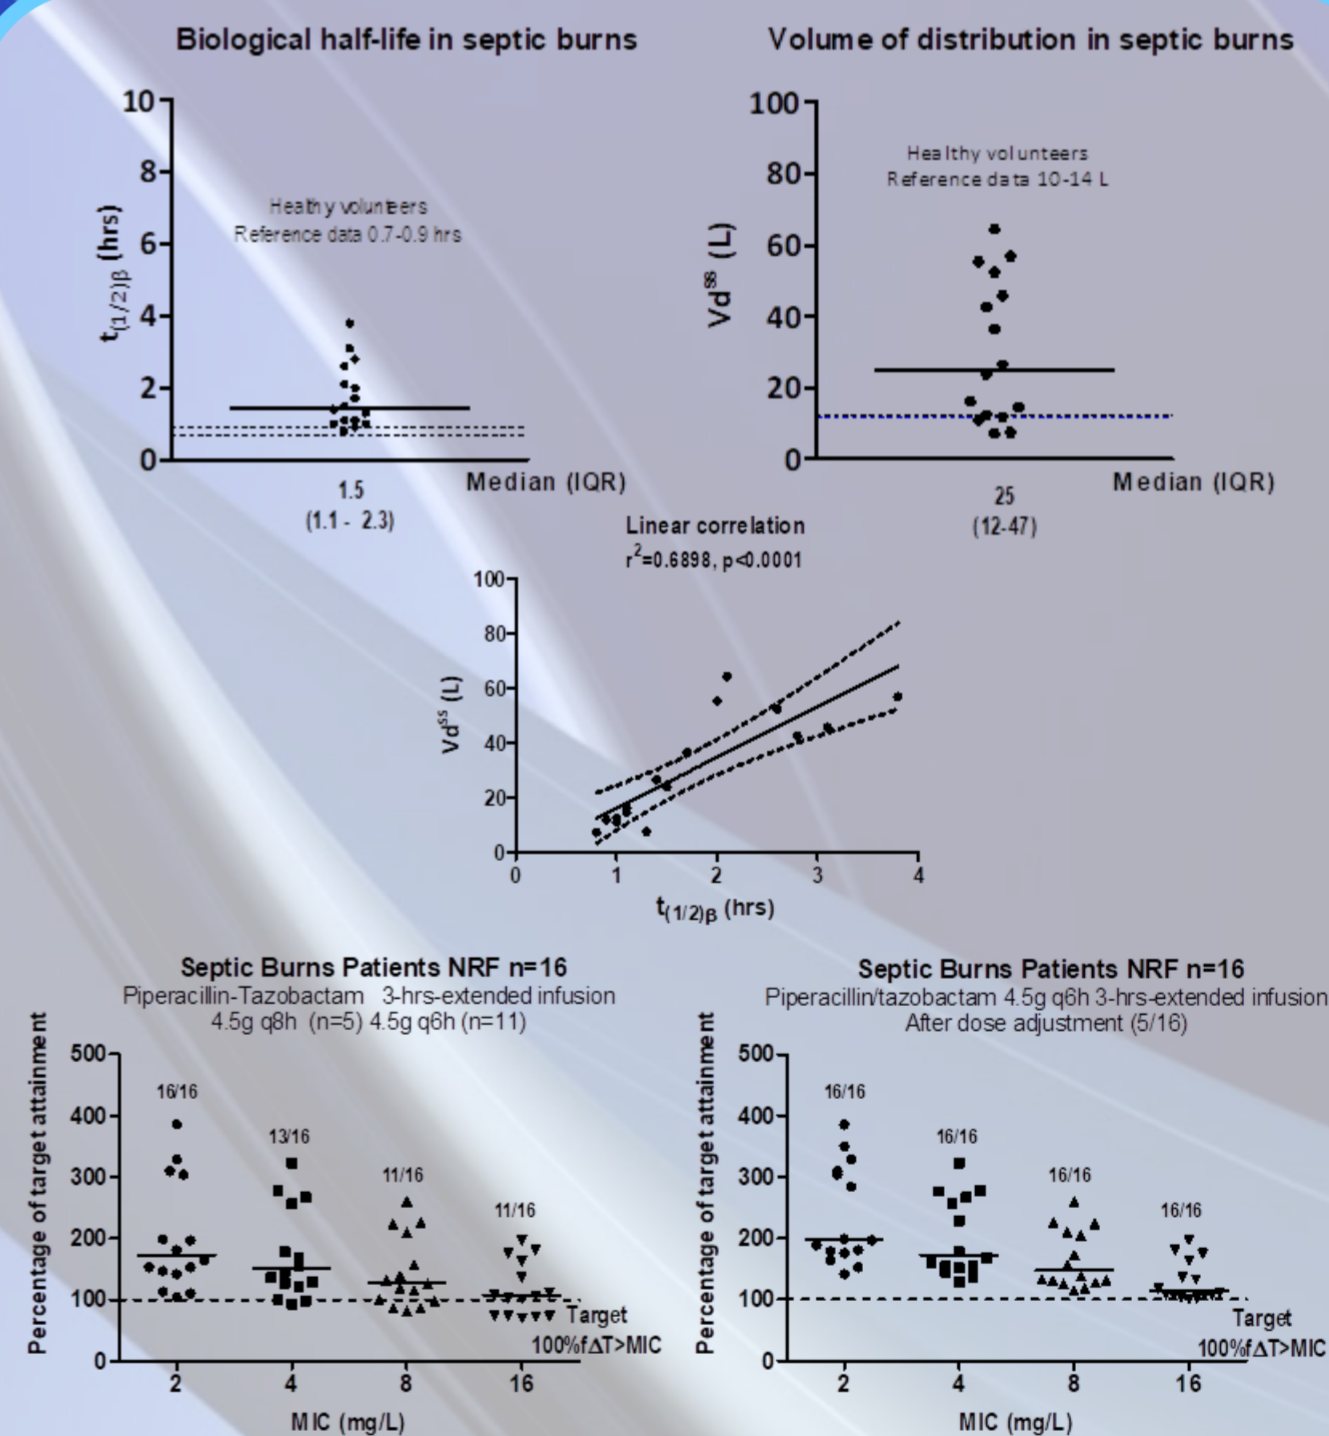 Biological half-life in septic burns
10
8
6
4
2
0
t(1/2)β (hrs)
Healthy volunteers
Reference data 0.7-0.9 hrs
Median (IQR)
1.5
(1.1 - 2.3)
Volume of distribution in septic burns
100
80
60
40
20
0
Vdss (L)
Healthy volunteers
Reference data 10-14 L
Median (IQR)
25
(12-47)
Linear correlation
r2=0.6898, p<0.0001
100
80
60
40
20
0
Vdss (L)
0 1 2 3 4
t(1/2)β (hrs)
Septic Burns Patients NRF n=16
Piperacillin-Tazobactam 3-hrs-extended infusion
4.5g q8h (n=5) 4.5g q6h (n=11)
Percentage of target attainment
500
400
300
200
100
0
16/16
13/16
11/16
11/16
Target
100%fΔT>MIC
2 4 8 16
MIC (mg/L)
Septic Burns Patients NRF n=16
Piperacillin/tazobactam 4.5g q6h 3-hrs-extended infusion
After dose adjustment (5/16)
Percentage of target attainment
500
400
300
200
100
0
16/16
16/16
16/16
16/16
Target
100%fΔT>MIC
2 4 8 16
MIC (mg/L)